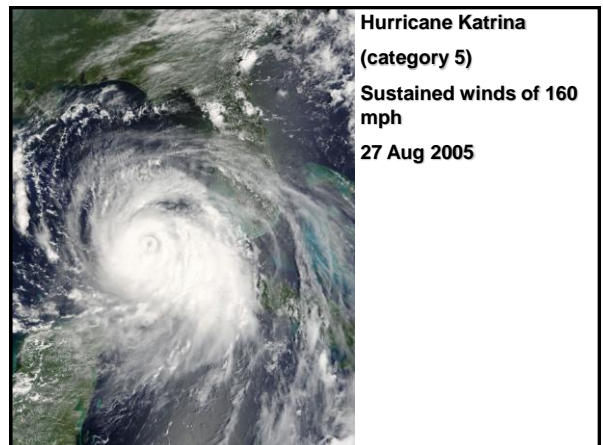 Hurricane Katrina
(category 5)
Sustained winds of 160
mph
27 Aug 2005